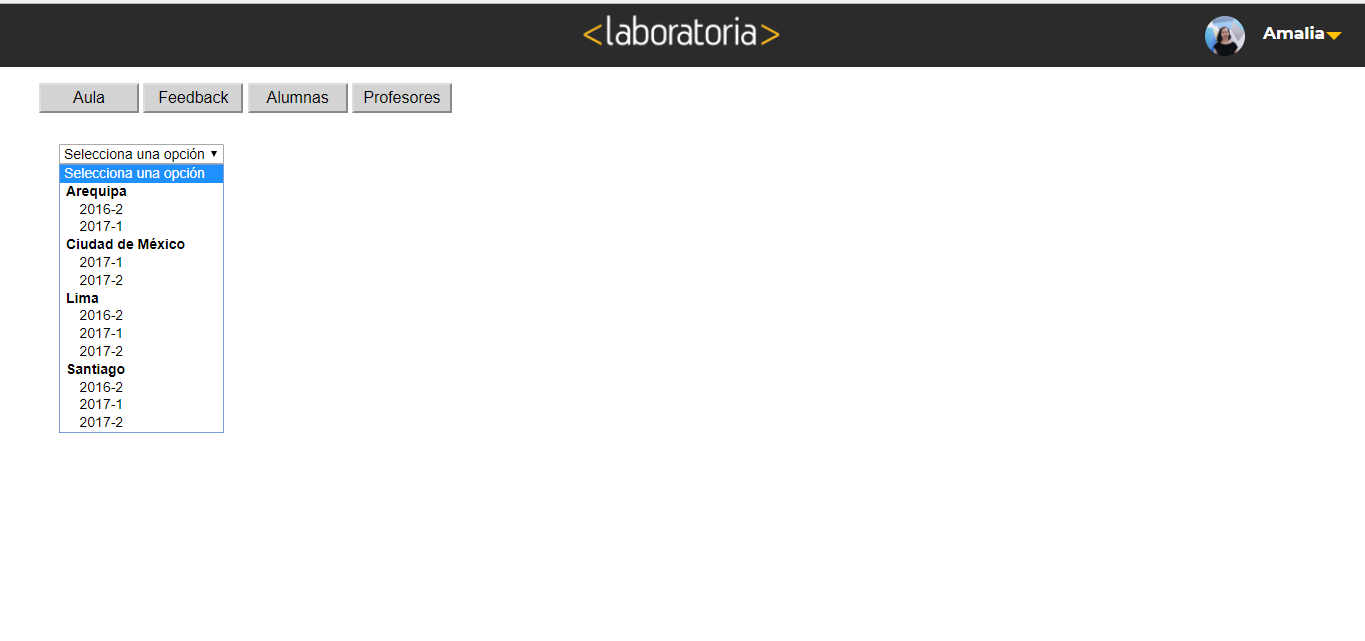 <laboratoria>
Amalia
Aula Feedback Alumnas Profesores
Selecciona una opción
Selecciona una opción
Arequipa
2016-2
2017-1
Ciudad de México
2017-1
2017-2
Lima
2016-2
2017-1
2017-2
Santiago
2016-2
2017-1
2017-2